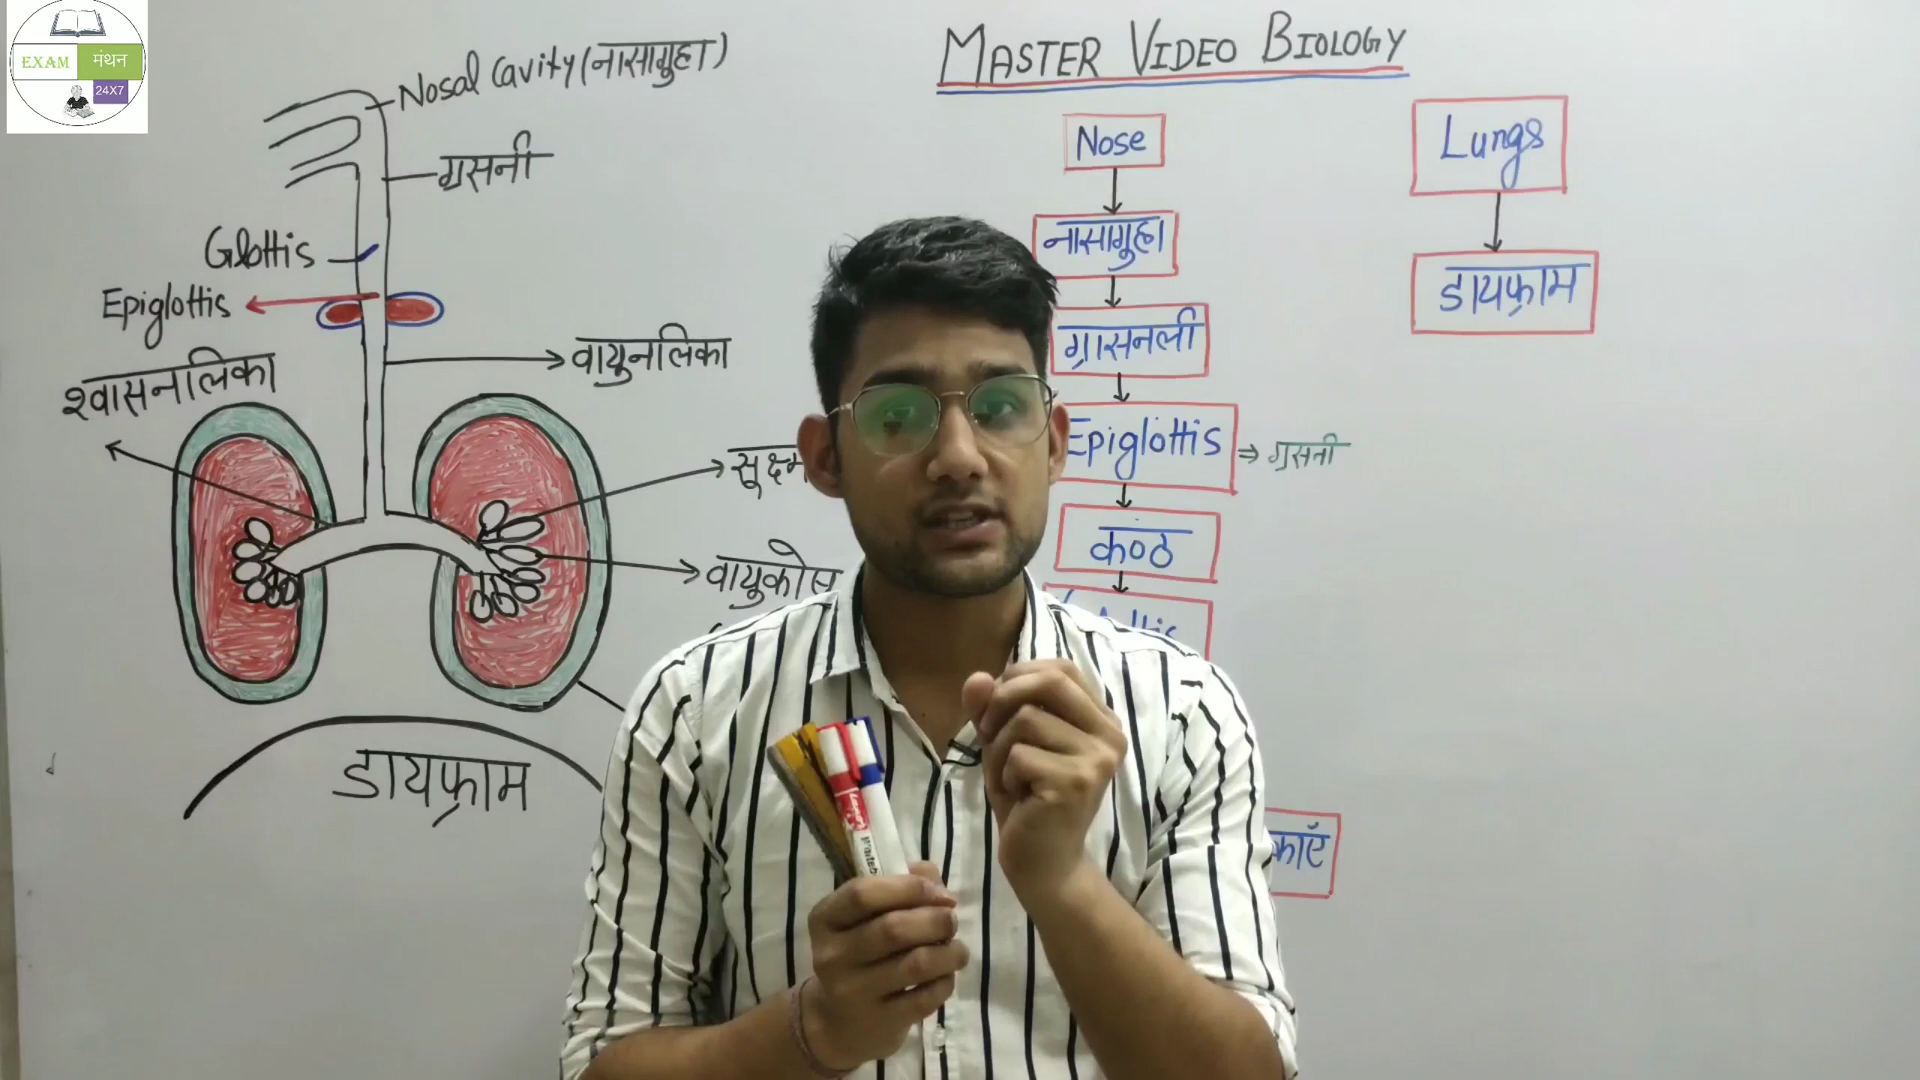 EXAM मंथन
24X7
MASTER VIDEO BIOLOGY
Nosal Cavity (नासागुहा)
ग्रसनी
Glottis
Epiglottis
वायुनलिका
श्वासनलिका
वायुकोष
डायफ्राम
Nose
नासागुहा
ग्रासनली
Epiglottis ⇒ ग्रसनी
कण्ठ
Lungs
डायफ्राम